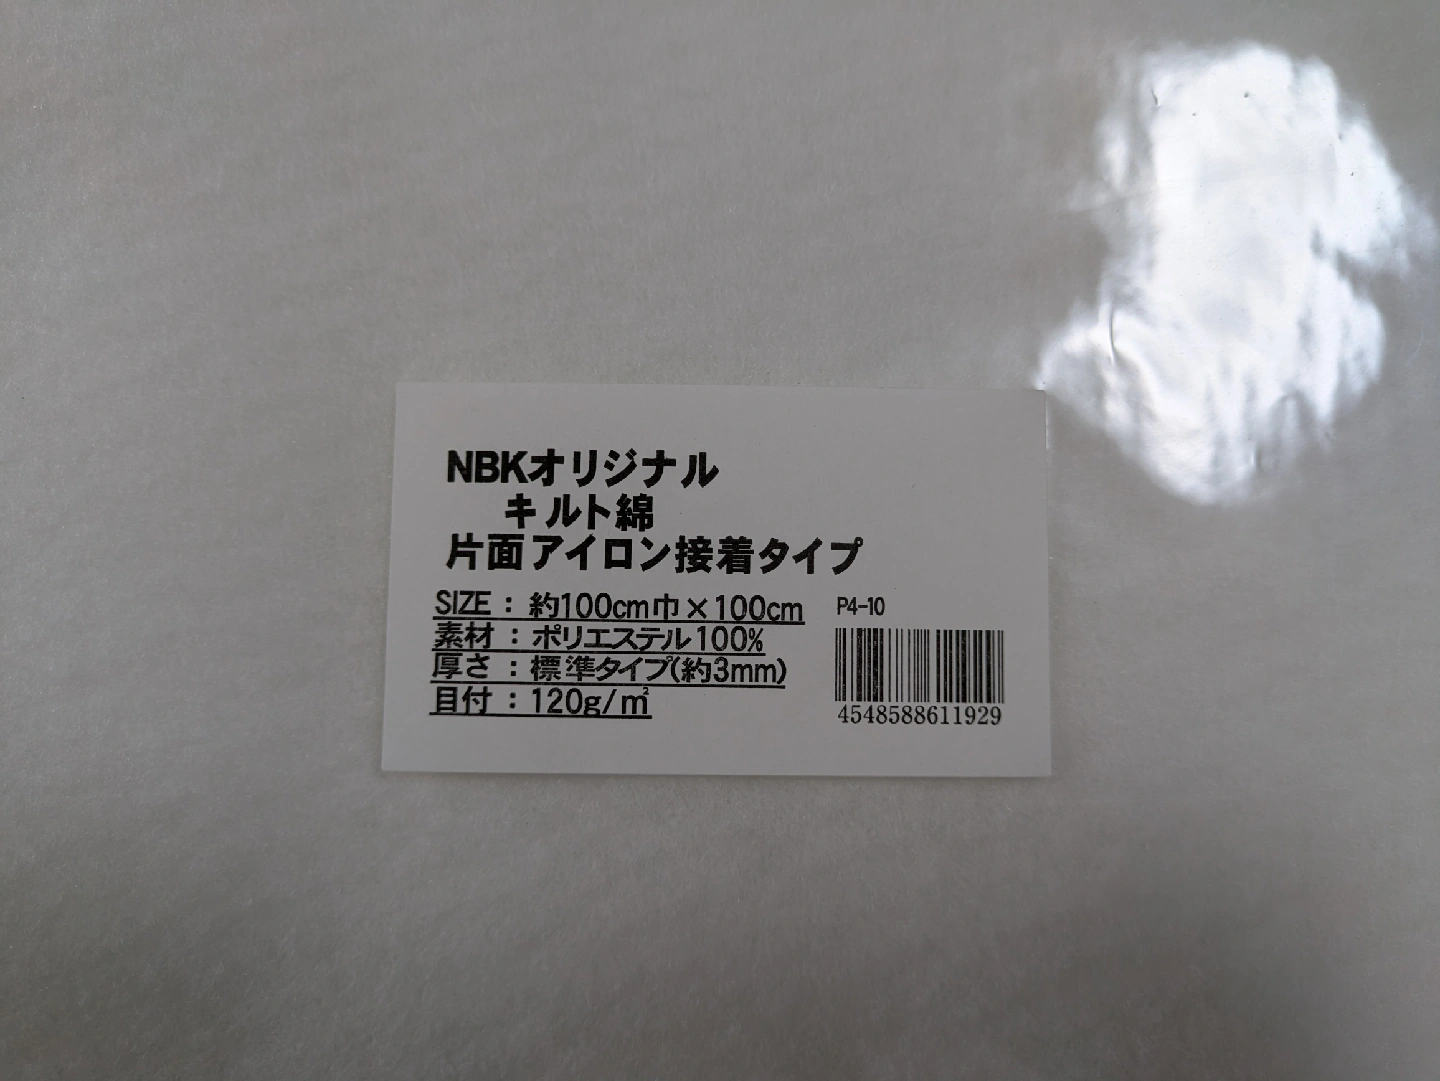 NBKオリジナル
キルト綿
片面アイロン接着タイプ
SIZE : 約100cm巾×100cm
素材 : ポリエステル100%
厚さ : 標準タイプ(約3mm)
目付 : 120g/㎡
P4-10
4548588611929